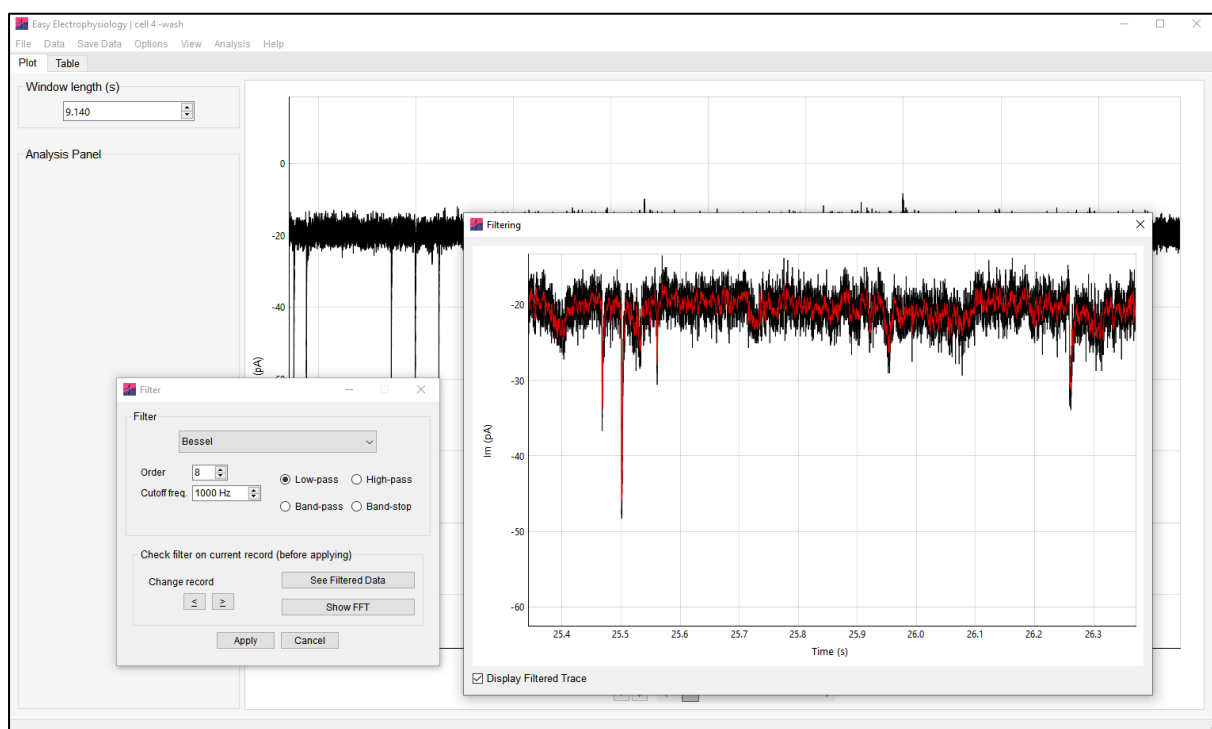 Easy Electrophysiology | cell 4 -wash
File Data Save Data Options View Analysis Help
Plot Table
Window length (s)
9.140
Analysis Panel
0
-20
-40
(pA)
Filtering
-20
-30
-40
-50
-60
Im (pA)
25.4 25.5 25.6 25.7 25.8 25.9 26.0 26.1 26.2 26.3
Time (s)
Display Filtered Trace
Filter
Filter
Bessel
Order 8
Cutoff freq. 1000 Hz
Low-pass High-pass
Band-pass Band-stop
Check filter on current record (before applying)
Change record
< >
See Filtered Data
Show FFT
Apply Cancel